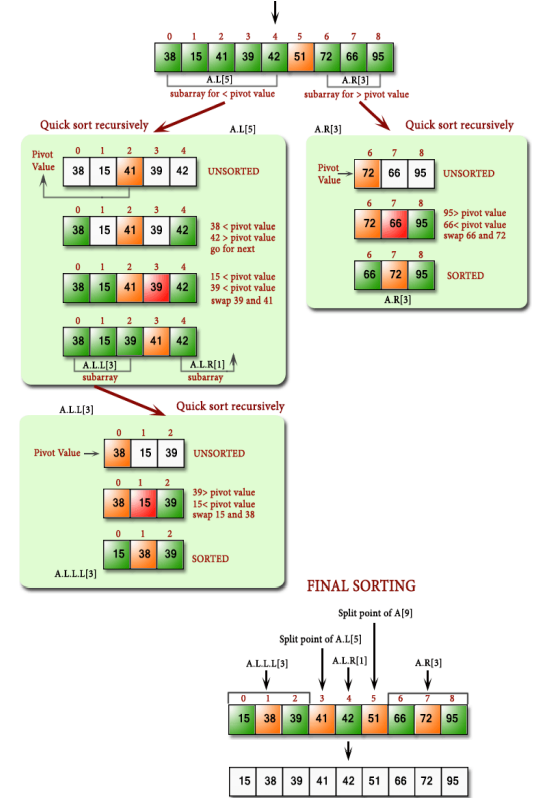 0 1 2 3 4 5 6 7 8
38 15 41 39 42 51 72 66 95
A.L[5] A.R[3]
subarray for < pivot value subarray for > pivot value
Quick sort recursively
A.L[5]
0 1 2 3 4
Pivot
Value
38 15 41 39 42
UNSORTED
0 1 2 3 4
38 15 41 39 42
38 < pivot value
42 > pivot value
go for next
0 1 2 3 4
38 15 41 39 42
15 < pivot value
39 < pivot value
swap 39 and 41
0 1 2 3 4
38 15 39 41 42
A.L.L[3] A.L.R[1]
subarray subarray
Quick sort recursively
A.R[3]
6 7 8
Pivot
Value
72 66 95
UNSORTED
6 7 8
72 66 95
95> pivot value
66< pivot value
swap 66 and 72
6 7 8
66 72 95
SORTED
A.R[3]
A.L.L[3]
Quick sort recursively
0 1 2
Pivot Value
38 15 39
UNSORTED
0 1 2
38 15 39
39> pivot value
15< pivot value
swap 15 and 38
0 1 2
15 38 39
SORTED
A.L.L.L[3]
FINAL SORTING
Split point of A[9]
Split point of A.L[5]
A.L.L.L[3] A.L.R[1] A.R[3]
0 1 2 3 4 5 6 7 8
15 38 39 41 42 51 66 72 95
15 38 39 41 42 51 66 72 95